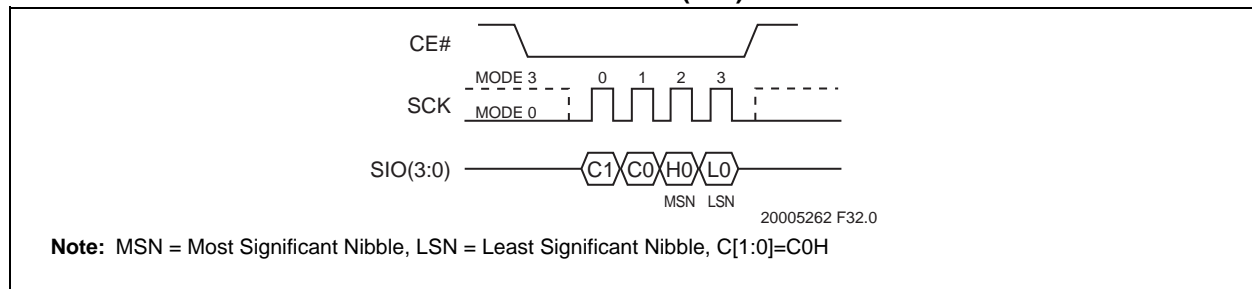 CE#
MODE 3 0 1 2 3
SCK
MODE 0
SIO(3:0) C1 C0 H0 L0
MSN LSN
20005262 F32.0
Note: MSN = Most Significant Nibble, LSN = Least Significant Nibble, C[1:0]=C0H